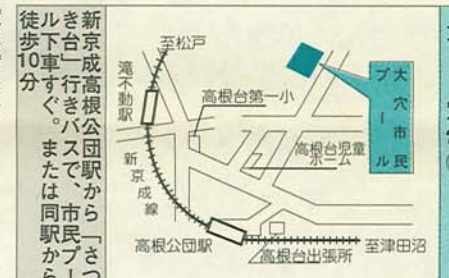 至松戸
滝不動駅
高根台第一小
大穴市民
プール
高根台児童
ホーム
新京成線
高根公団駅
高根台出張所
至津田沼
新京成高根公団駅から「さつ
き台」行きバスで、市民プー
ル下車すぐ。または同駅から
徒歩10分